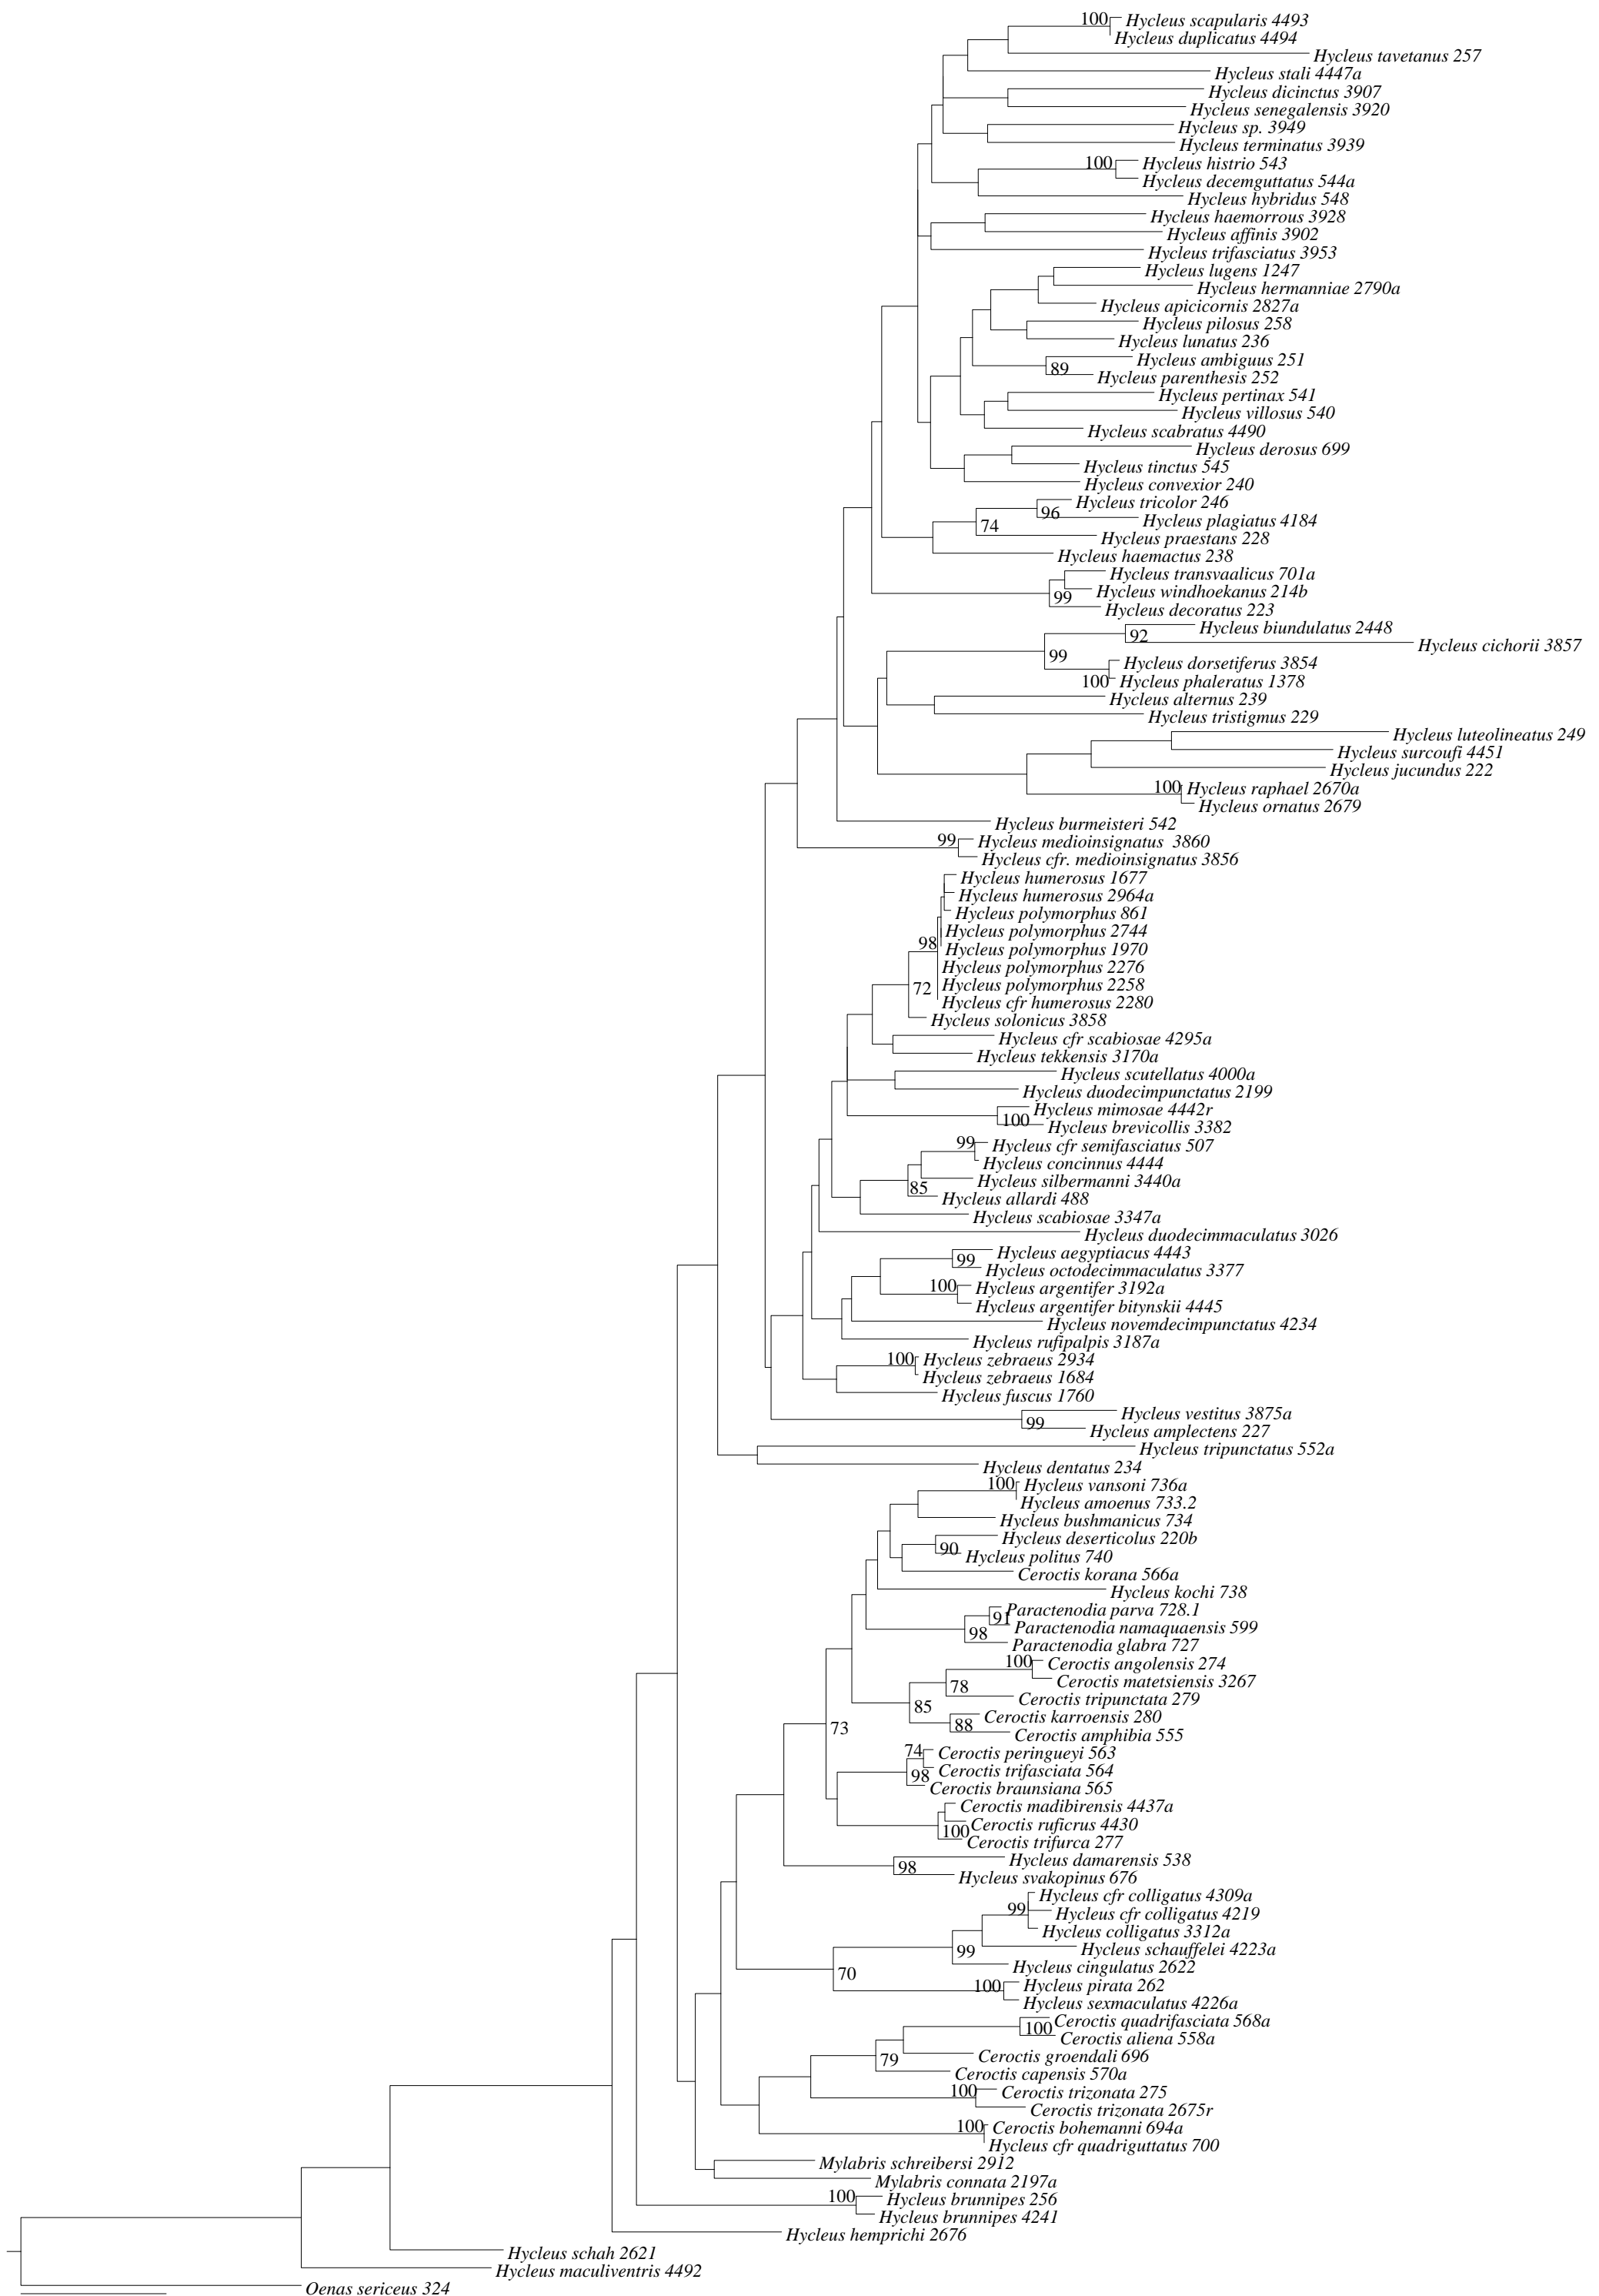 100 Hycleus scapularis 4493
Hycleus duplicatus 4494
Hycleus tavetanus 257
Hycleus stali 4447a
Hycleus dicinctus 3907
Hycleus senegalensis 3920
Hycleus sp. 3949
Hycleus terminatus 3939
100 Hycleus histrio 543
Hycleus decemguttatus 544a
Hycleus hybridus 548
Hycleus haemorrous 3928
Hycleus affinis 3902
Hycleus trifasciatus 3953
Hycleus lugens 1247
Hycleus hermanniae 2790a
Hycleus apicicornis 2827a
Hycleus pilosus 258
Hycleus lunatus 236
Hycleus ambiguus 251
89
Hycleus parenthesis 252
Hycleus pertinax 541
Hycleus villosus 540
Hycleus scabratus 4490
Hycleus derosus 699
Hycleus tinctus 545
Hycleus convexior 240
Hycleus tricolor 246
96
Hycleus plagiatus 4184
74
Hycleus praestans 228
Hycleus haemactus 238
Hycleus transvaalicus 701a
Hycleus windhoekanus 214b
99
Hycleus decoratus 223
Hycleus biundulatus 2448
92
Hycleus cichorii 3857
99
Hycleus dorsetiferus 3854
100 Hycleus phaleratus 1378
Hycleus alternus 239
Hycleus tristigmus 229
Hycleus luteolineatus 249
Hycleus surcoufi 4451
Hycleus jucundus 222
100 Hycleus raphael 2670a
Hycleus ornatus 2679
Hycleus burmeisteri 542
99 Hycleus medioinsignatus 3860
Hycleus cfr. medioinsignatus 3856
Hycleus humerosus 1677
Hycleus humerosus 2964a
Hycleus polymorphus 861
Hycleus polymorphus 2744
98
Hycleus polymorphus 1970
Hycleus polymorphus 2276
Hycleus polymorphus 2258
72
Hycleus cfr humerosus 2280
Hycleus solonicus 3858
Hycleus cfr scabiosae 4295a
Hycleus tekkensis 3170a
Hycleus scutellatus 4000a
Hycleus duodecimpunctatus 2199
Hycleus mimosae 4442r
100
Hycleus brevicollis 3382
99 Hycleus cfr semifasciatus 507
Hycleus concinnus 4444
Hycleus silbermanni 3440a
85
Hycleus allardi 488
Hycleus scabiosae 3347a
Hycleus duodecimmaculatus 3026
Hycleus aegyptiacus 4443
99
Hycleus octodecimmaculatus 3377
100 Hycleus argentifer 3192a
Hycleus argentifer bitynskii 4445
Hycleus novemdecimpunctatus 4234
Hycleus rufipalpis 3187a
100 Hycleus zebraeus 2934
Hycleus zebraeus 1684
Hycleus fuscus 1760
Hycleus vestitus 3875a
99
Hycleus amplectens 227
Hycleus tripunctatus 552a
Hycleus dentatus 234
100 Hycleus vansoni 736a
Hycleus amoenus 733.2
Hycleus bushmanicus 734
Hycleus deserticolus 220b
90
Hycleus politus 740
Ceroctis korana 566a
Hycleus kochi 738
Paractenodia parva 728.1
91
Paractenodia namaquaensis 599
98
Paractenodia glabra 727
100 Ceroctis angolensis 274
Ceroctis matetsiensis 3267
78
Ceroctis tripunctata 279
85
Ceroctis karroensis 280
88
Ceroctis amphibia 555
73
74 Ceroctis peringueyi 563
Ceroctis trifasciata 564
98
Ceroctis braunsiana 565
Ceroctis madibirensis 4437a
Ceroctis ruficrus 4430
100
Ceroctis trifurca 277
Hycleus damarensis 538
98
Hycleus svakopinus 676
Hycleus cfr colligatus 4309a
99
Hycleus cfr colligatus 4219
Hycleus colligatus 3312a
Hycleus schauffelei 4223a
99
Hycleus cingulatus 2622
70
100 Hycleus pirata 262
Hycleus sexmaculatus 4226a
Ceroctis quadrifasciata 568a
100
Ceroctis aliena 558a
Ceroctis groendali 696
79
Ceroctis capensis 570a
100 Ceroctis trizonata 275
Ceroctis trizonata 2675r
100 Ceroctis bohemanni 694a
Hycleus cfr quadriguttatus 700
Mylabris schreibersi 2912
Mylabris connata 2197a
100 Hycleus brunnipes 256
Hycleus brunnipes 4241
Hycleus hemprichi 2676
Hycleus schah 2621
Hycleus maculiventris 4492
Oenas sericeus 324